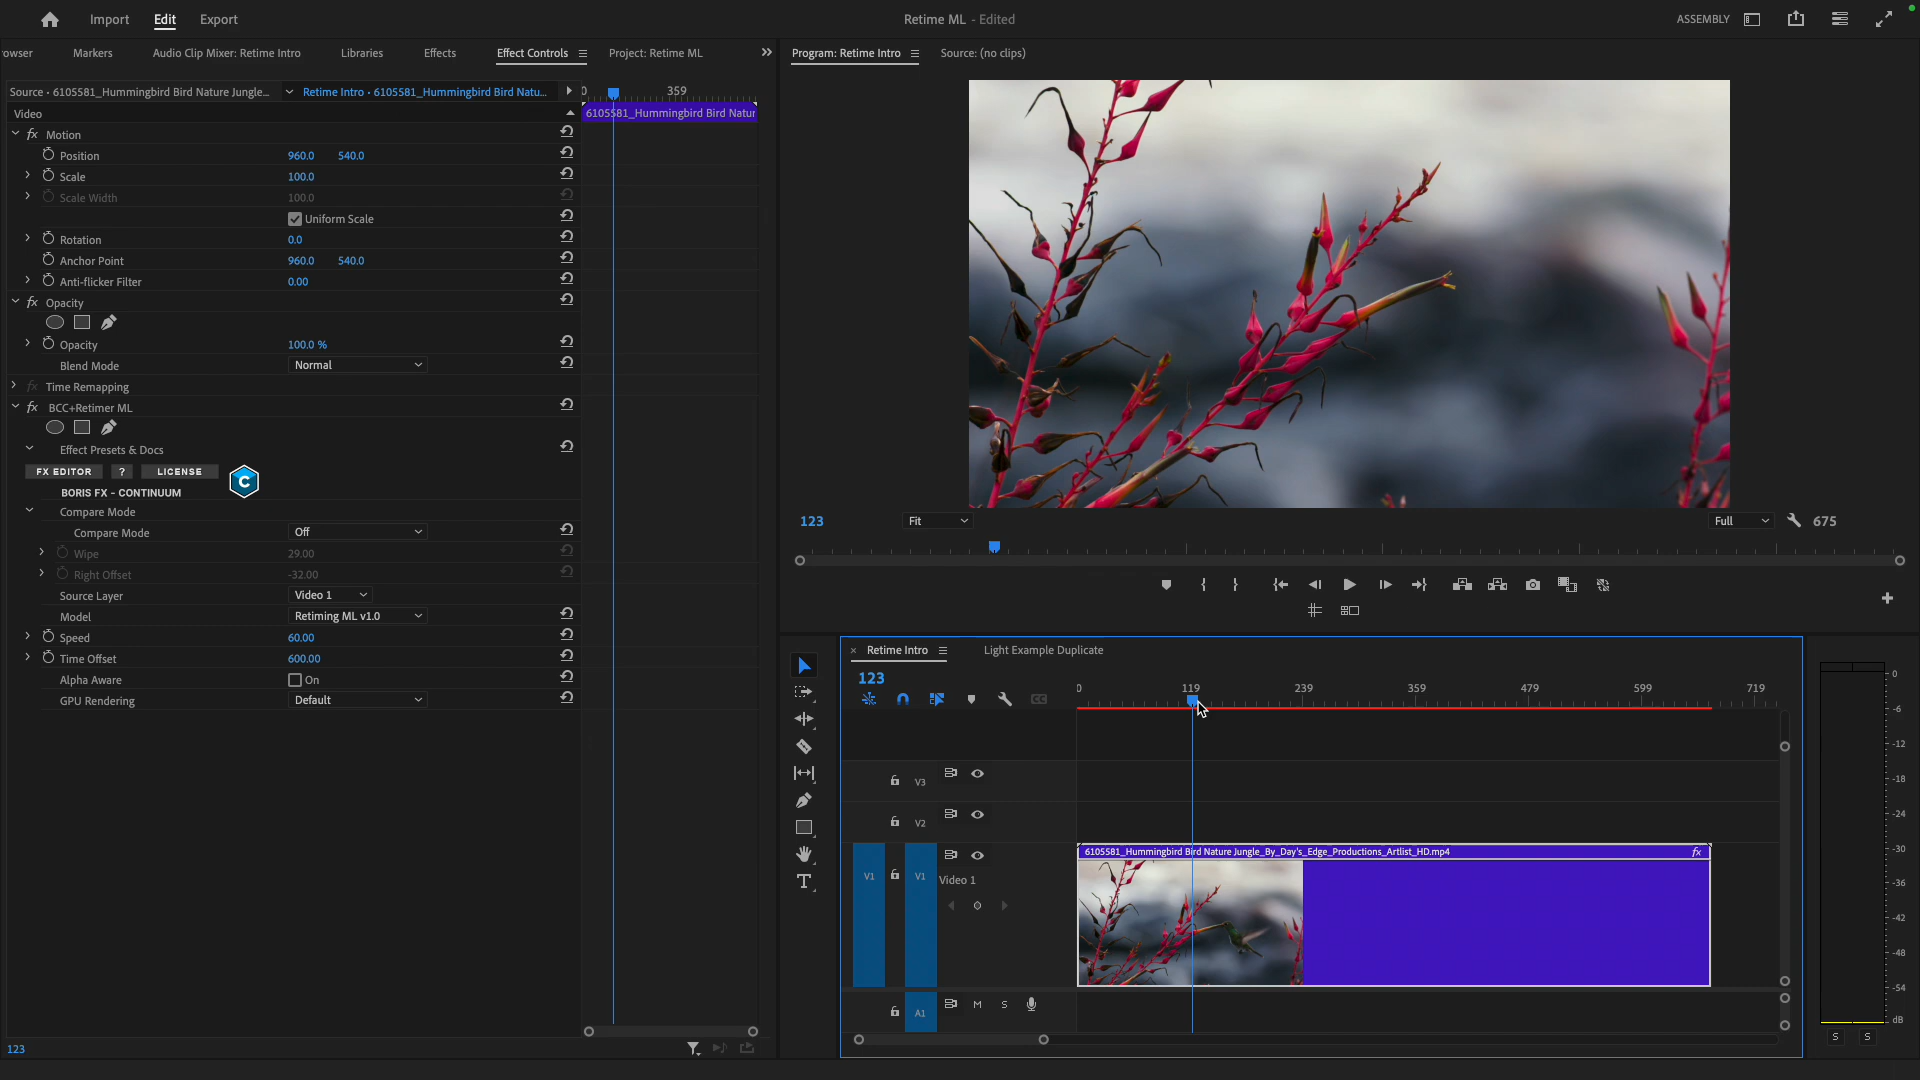 Import Edit Export
Retime ML - Edited
ASSEMBLY
owser Markers Audio Clip Mixer: Retime Intro Libraries Effects Effect Controls Project: Retime ML
Program: Retime Intro Source: (no clips)
Source • 6105581_Hummingbird Bird Nature Jungle... Retime Intro • 6105581_Hummingbird Bird Natu... 0 359
Video 6105581_Hummingbird Bird Natur
fx Motion
Position 960.0 540.0
Scale 100.0
Scale Width 100.0
Uniform Scale
Rotation 0.0
Anchor Point 960.0 540.0
Anti-flicker Filter 0.00
fx Opacity
Opacity 100.0 %
Blend Mode Normal
fx Time Remapping
fx BCC+Retimer ML
Effect Presets & Docs
FX EDITOR ? LICENSE C
BORIS FX - CONTINUUM
Compare Mode
Compare Mode Off
Wipe 29.00
Right Offset -32.00
Source Layer Video 1
Model Retiming ML v1.0
Speed 60.00
Time Offset 600.00
Alpha Aware On
GPU Rendering Default
123
123 Fit Full 675
Retime Intro Light Example Duplicate
123
0 119 239 359 479 599 719
V3
V2
6105581_Hummingbird Bird Nature Jungle_By_Day's_Edge_Productions_Artlist_HD.mp4 fx
V1 V1
Video 1
A1 M S
0
-6
-12
-18
-24
-30
-36
-42
-48
-54
dB
S S